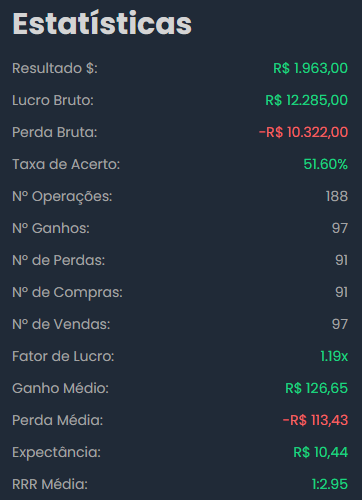 Estatísticas
Resultado $: R$ 1.963,00
Lucro Bruto: R$ 12.285,00
Perda Bruta: -R$ 10.322,00
Taxa de Acerto: 51.60%
Nº Operações: 188
Nº Ganhos: 97
Nº de Perdas: 91
Nº de Compras: 91
Nº de Vendas: 97
Fator de Lucro: 1.19x
Ganho Médio: R$ 126,65
Perda Média: -R$ 113,43
Expectância: R$ 10,44
RRR Média: 1:2.95